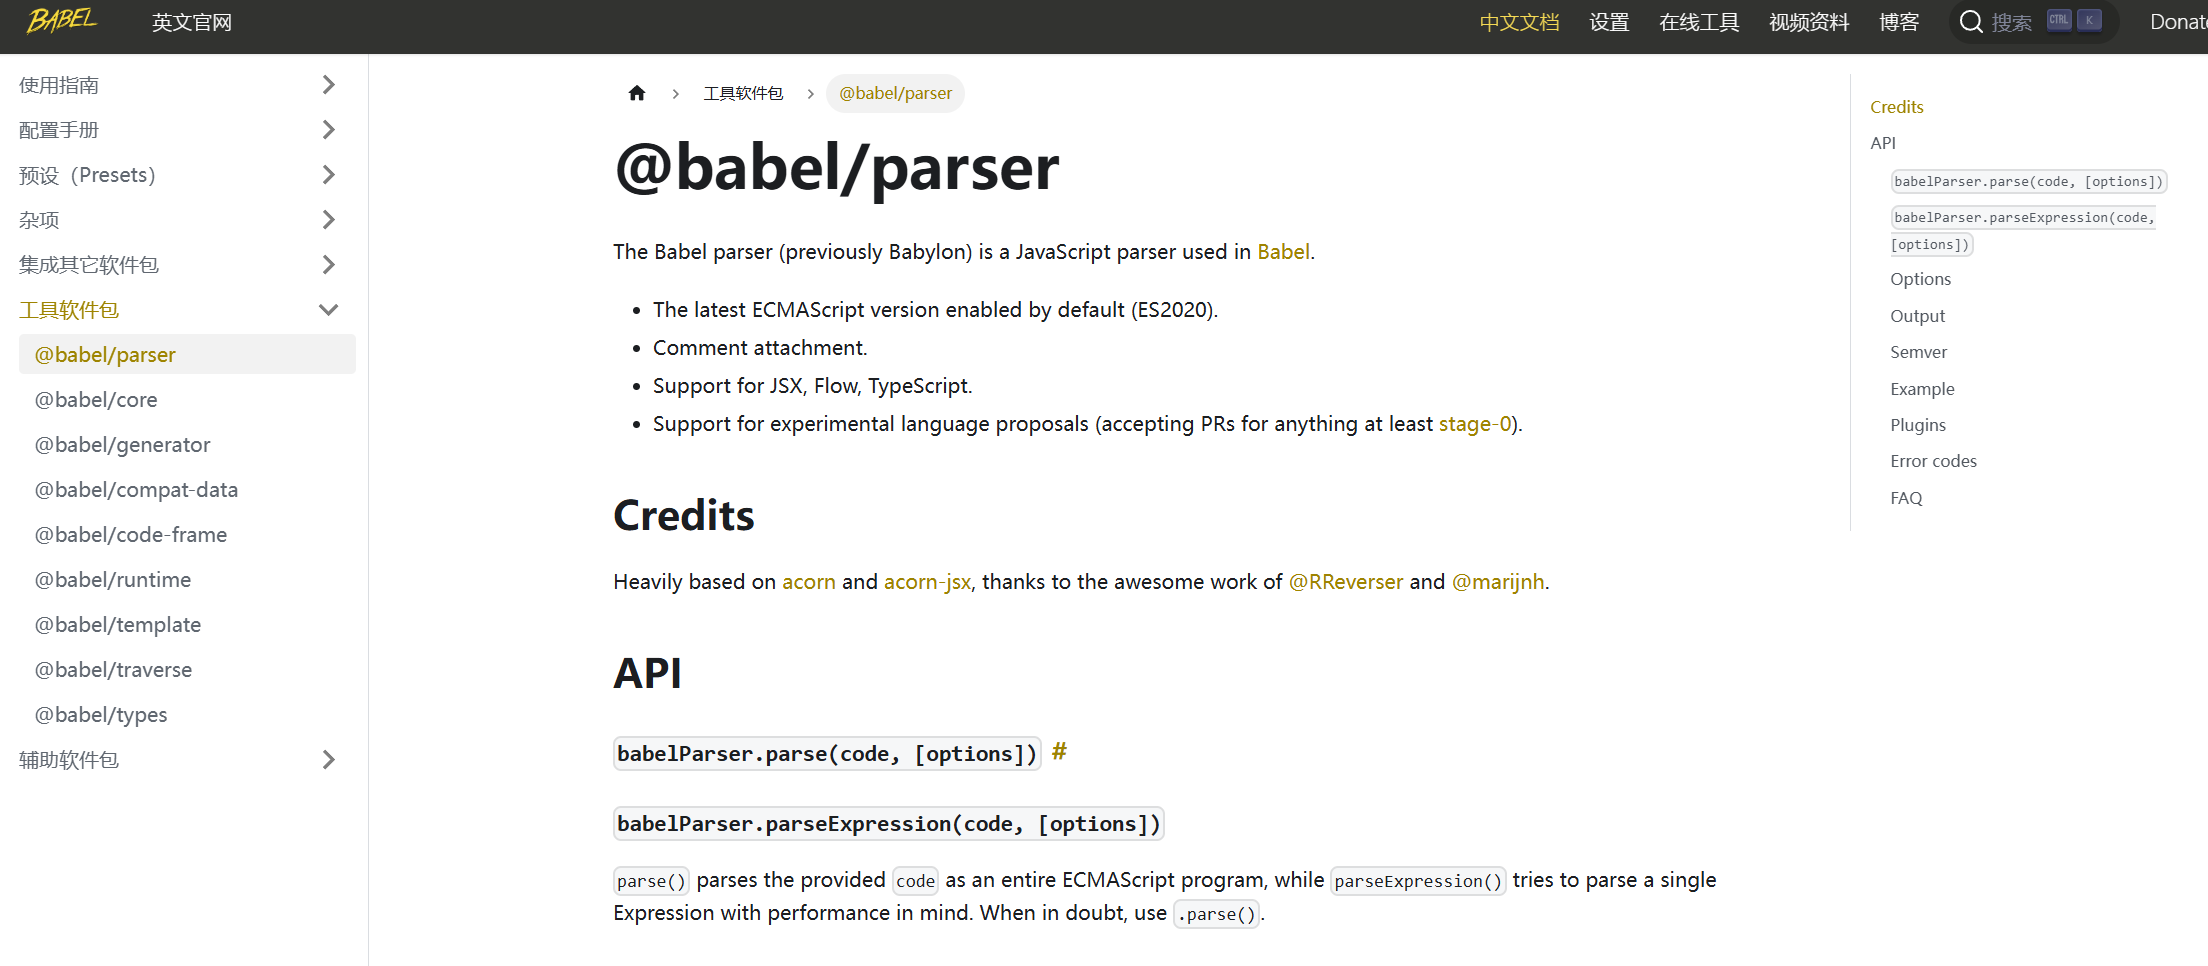 BABEL
英文官网
中文文档
设置
在线工具
视频资料
博客
搜索
CTRL
K
Donat
使用指南
配置手册
预设（Presets）
杂项
集成其它软件包
工具软件包
@babel/parser
@babel/core
@babel/generator
@babel/compat-data
@babel/code-frame
@babel/runtime
@babel/template
@babel/traverse
@babel/types
辅助软件包
工具软件包
@babel/parser
@babel/parser
The Babel parser (previously Babylon) is a JavaScript parser used in Babel.
The latest ECMAScript version enabled by default (ES2020).
Comment attachment.
Support for JSX, Flow, TypeScript.
Support for experimental language proposals (accepting PRs for anything at least stage-0).
Credits
Heavily based on acorn and acorn-jsx, thanks to the awesome work of @RReverser and @marijnh.
API
babelParser.parse(code, [options]) #
babelParser.parseExpression(code, [options])
parse() parses the provided code as an entire ECMAScript program, while parseExpression() tries to parse a single
Expression with performance in mind. When in doubt, use .parse().
Credits
API
babelParser.parse(code, [options])
babelParser.parseExpression(code,
[options])
Options
Output
Semver
Example
Plugins
Error codes
FAQ